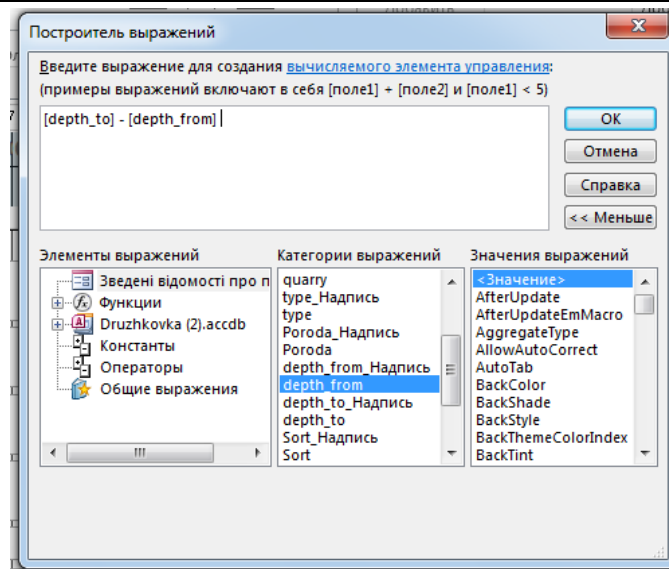 Построитель выражений
Введите выражение для создания вычисляемого элемента управления:
(примеры выражений включают в себя [поле1] + [поле2] и [поле1] < 5)
[depth_to] - [depth_from]
OK
Отмена
Справка
<< Меньше
Элементы выражений
Зведені відомості про п
Функции
Druzhkovka (2).accdb
Константы
Операторы
Общие выражения
Категории выражений
quarry
type_Надпись
type
Poroda_Надпись
Poroda
depth_from_Надпись
depth_from
depth_to_Надпись
depth_to
Sort_Надпись
Sort
Значения выражений
<Значение>
AfterUpdate
AfterUpdateEmMacro
AggregateType
AllowAutoCorrect
AutoTab
BackColor
BackShade
BackStyle
BackThemeColorIndex
BackTint